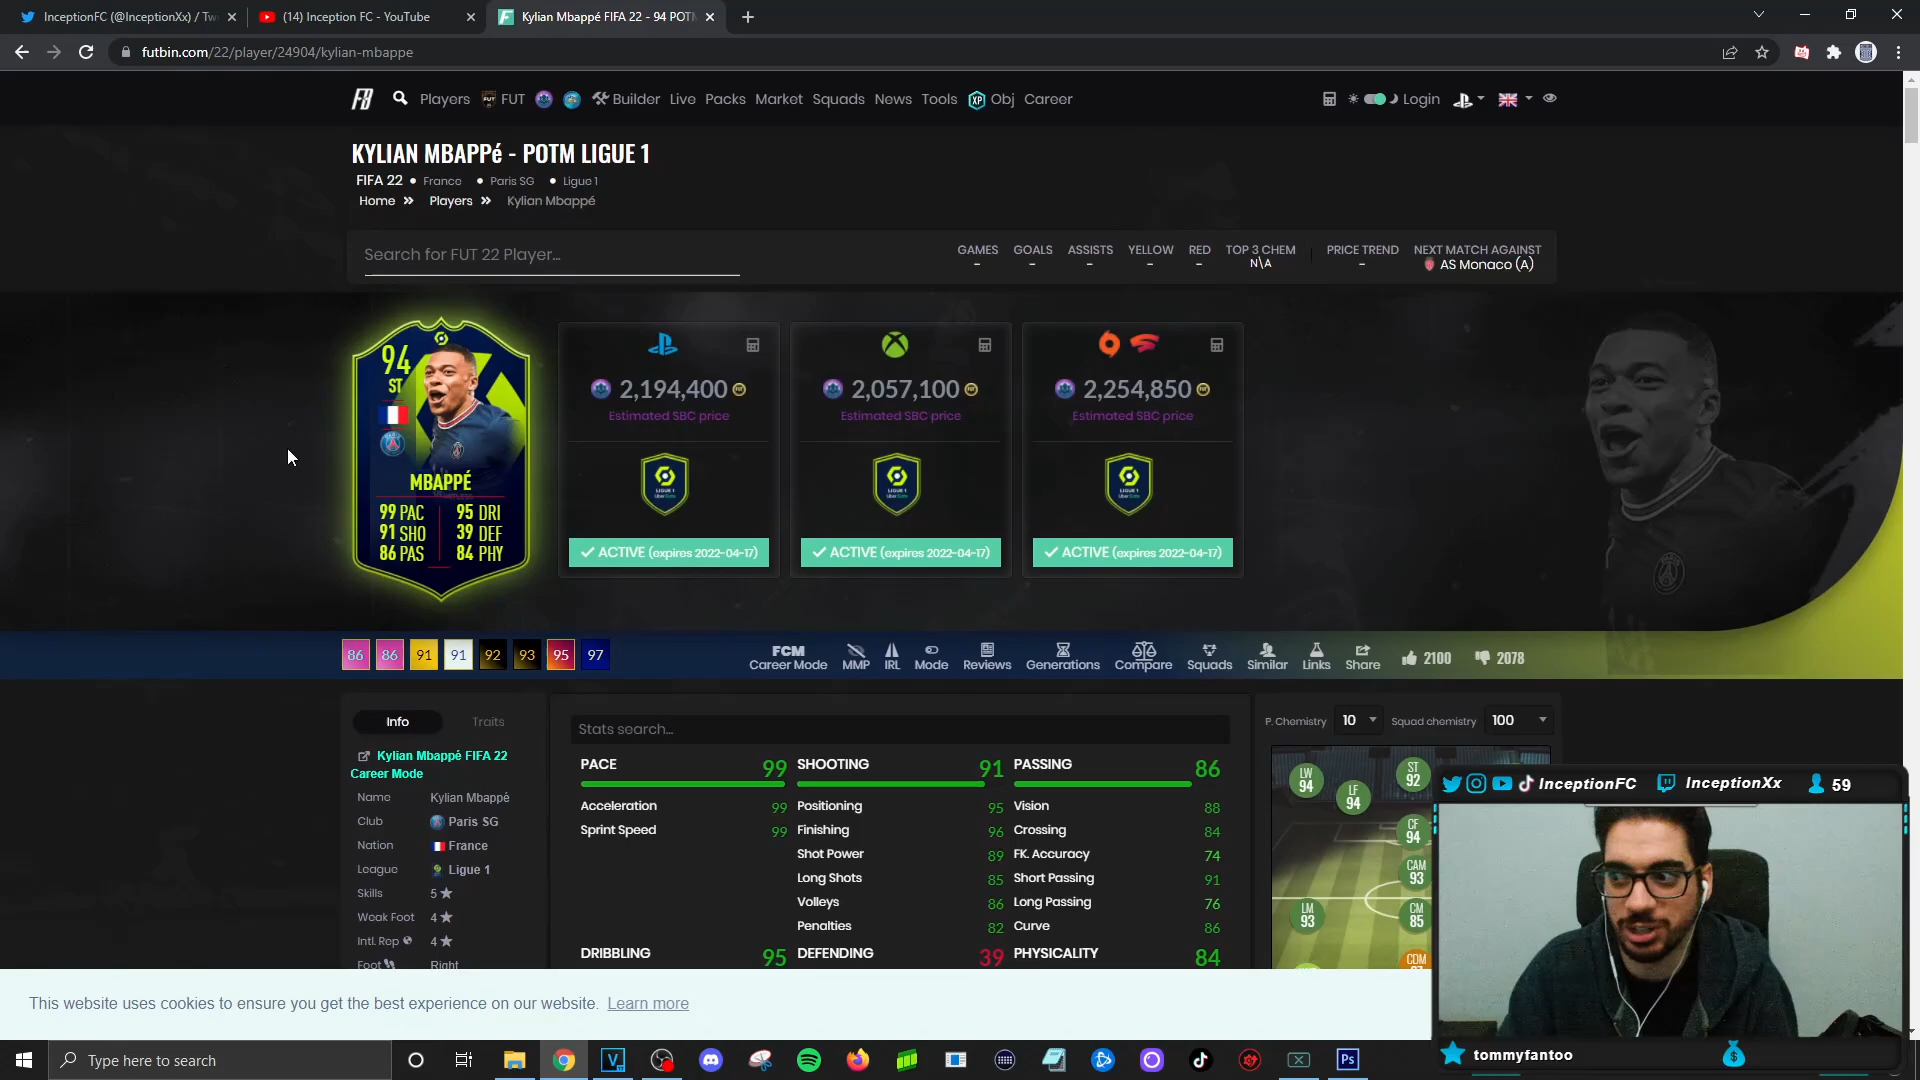 InceptionFC (@InceptionXx) / Tw
(14) Inception FC - YouTube
Kylian Mbappé FIFA 22 - 94 POTM
futbin.com/22/player/24904/kylian-mbappe
Players FUT Builder Live Packs Market Squads News Tools XP Obj Career Login
KYLIAN MBAPPé - POTM LIGUE 1
FIFA 22 • France • Paris SG • Ligue 1
Home » Players » Kylian Mbappé
Search for FUT 22 Player...
GAMES GOALS ASSISTS YELLOW RED TOP 3 CHEM PRICE TREND NEXT MATCH AGAINST
- - - - - N\A - AS Monaco (A)
94
ST
MBAPPÉ
99 PAC 95 DRI
91 SHO 39 DEF
86 PAS 84 PHY
2,194,400
Estimated SBC price
ACTIVE (expires 2022-04-17)
2,057,100
Estimated SBC price
ACTIVE (expires 2022-04-17)
2,254,850
Estimated SBC price
ACTIVE (expires 2022-04-17)
86 86 91 91 92 93 95 97
FCM
Career Mode MMP IRL Mode Reviews Generations Compare Squads Similar Links Share 2100 2078
Info Traits
Kylian Mbappé FIFA 22
Career Mode
Name Kylian Mbappé
Club Paris SG
Nation France
League Ligue 1
Skills 5
Weak Foot 4
Intl. Rep 4
Foot Right
Stats search...
PACE 99
Acceleration 99
Sprint Speed 99
SHOOTING 91
Positioning 95
Finishing 96
Shot Power 89
Long Shots 85
Volleys 86
Penalties 82
PASSING 86
Vision 88
Crossing 84
FK. Accuracy 74
Short Passing 91
Long Passing 76
Curve 86
DRIBBLING 95 DEFENDING 39 PHYSICALITY 84
P. Chemistry 10 Squad chemistry 100
LW
94
LF
94
ST
92
CF
94
CAM
93
LM
93
CM
85
CDM
InceptionFC InceptionXx 59
tommyfantoo
This website uses cookies to ensure you get the best experience on our website. Learn more
Type here to search
Ps